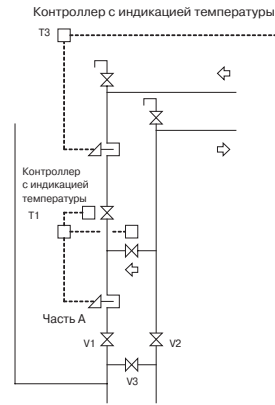 Контроллер с индикацией температуры
T3
Контроллер
с индикацией
температуры
T1
Часть А
V1
V2
V3